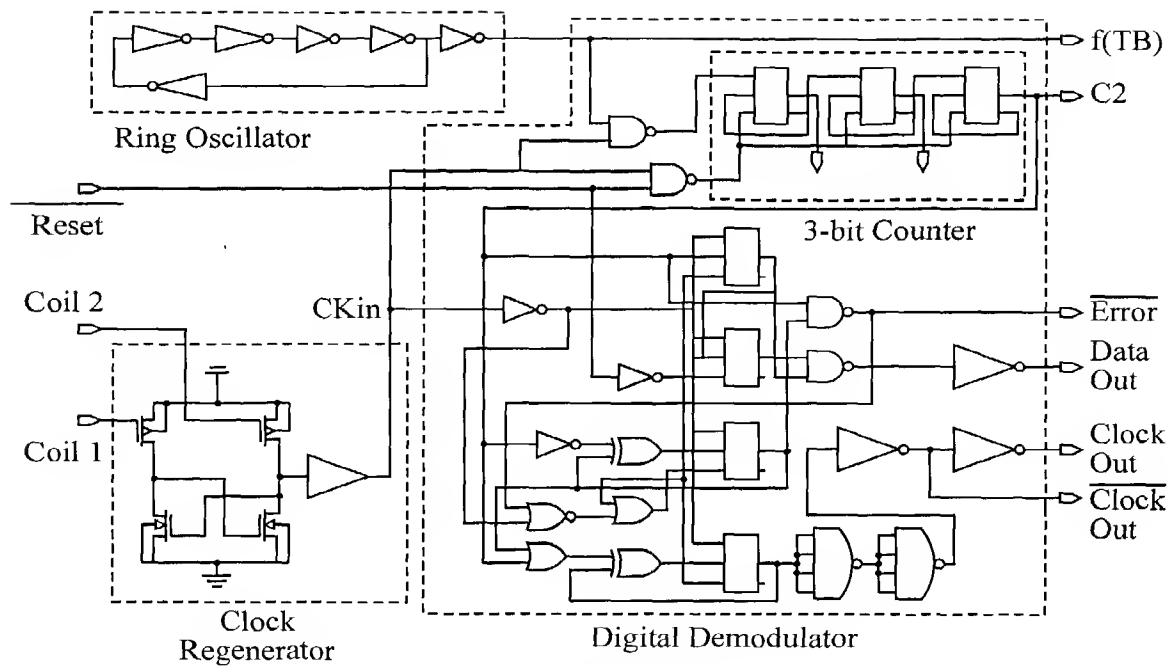 f(TB)
C2
Ring Oscillator
Reset
3-bit Counter
Coil 2
CKin
Error
Data
Out
Coil 1
Clock
Out
Clock
Out
Clock
Regenerator
Digital Demodulator